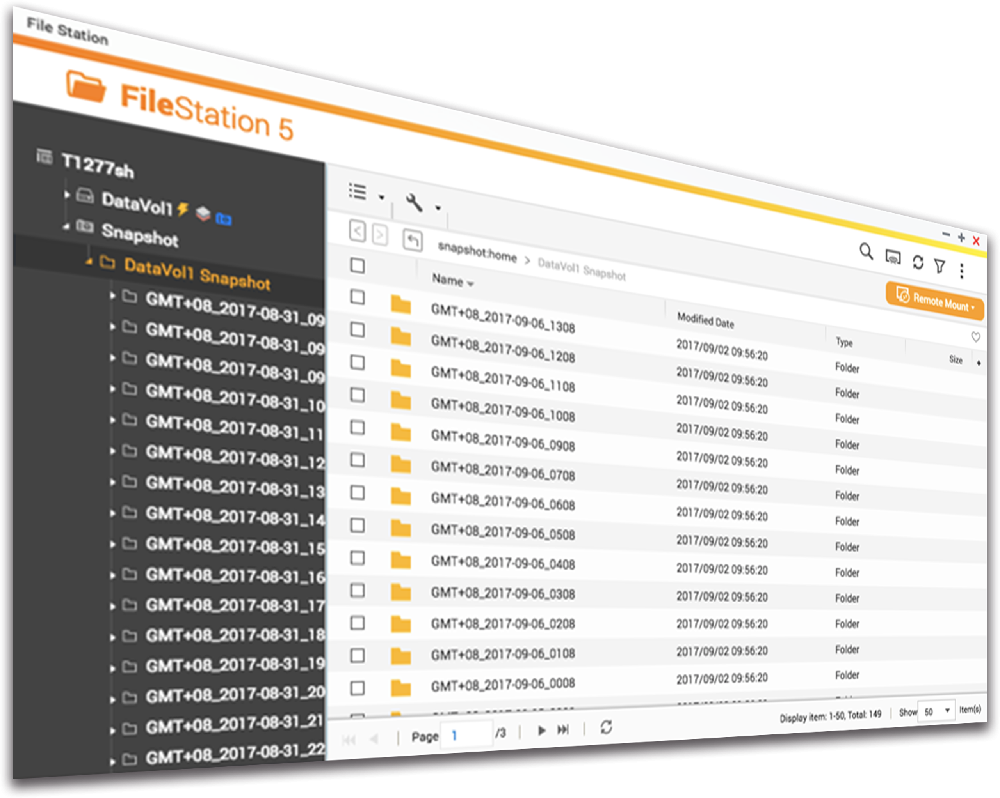 File Station
FileStation 5
T1277sh
DataVol1
Snapshot
DataVol1 Snapshot
GMT+08_2017-08-31_09
GMT+08_2017-08-31_09
GMT+08_2017-08-31_09
GMT+08_2017-08-31_10
GMT+08_2017-08-31_11
GMT+08_2017-08-31_12
GMT+08_2017-08-31_13
GMT+08_2017-08-31_14
GMT+08_2017-08-31_15
GMT+08_2017-08-31_16
GMT+08_2017-08-31_17
GMT+08_2017-08-31_18
GMT+08_2017-08-31_19
GMT+08_2017-08-31_20
GMT+08_2017-08-31_21
GMT+08_2017-08-31_22
snapshot:home > DataVol1 Snapshot
Remote Mount
Name Modified Date Type Size
GMT+08_2017-09-06_1308 2017/09/02 09:56:20 Folder
GMT+08_2017-09-06_1208 2017/09/02 09:56:20 Folder
GMT+08_2017-09-06_1108 2017/09/02 09:56:20 Folder
GMT+08_2017-09-06_1008 2017/09/02 09:56:20 Folder
GMT+08_2017-09-06_0908 2017/09/02 09:56:20 Folder
GMT+08_2017-09-06_0708 2017/09/02 09:56:20 Folder
GMT+08_2017-09-06_0608 2017/09/02 09:56:20 Folder
GMT+08_2017-09-06_0508 2017/09/02 09:56:20 Folder
GMT+08_2017-09-06_0408 2017/09/02 09:56:20 Folder
GMT+08_2017-09-06_0308 2017/09/02 09:56:20 Folder
GMT+08_2017-09-06_0208 2017/09/02 09:56:20 Folder
GMT+08_2017-09-06_0108 2017/09/02 09:56:20 Folder
GMT+08_2017-09-06_0008 2017/09/02 09:56:20 Folder
Page 1 /3 Display item: 1-50, Total: 149 Show 50 Item(s)